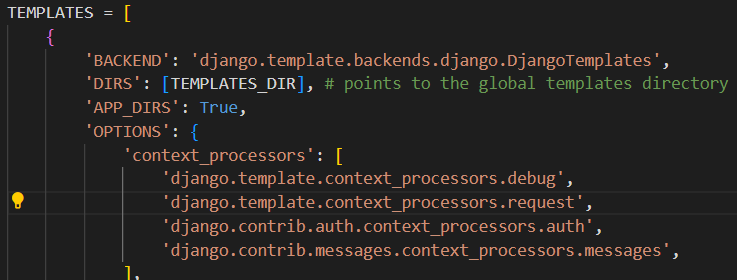 TEMPLATES = [
    {
        'BACKEND': 'django.template.backends.django.DjangoTemplates',
        'DIRS': [TEMPLATES_DIR], # points to the global templates directory
        'APP_DIRS': True,
        'OPTIONS': {
            'context_processors': [
                'django.template.context_processors.debug',
                'django.template.context_processors.request',
                'django.contrib.auth.context_processors.auth',
                'django.contrib.messages.context_processors.messages',
            ],